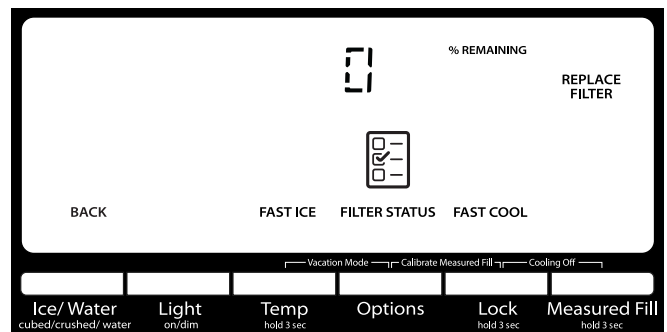 0 % REMAINING
REPLACE
FILTER
BACK FAST ICE FILTER STATUS FAST COOL
Vacation Mode Calibrate Measured Fill Cooling Off
Ice/ Water Light Temp Options Lock Measured Fill
cubed/crushed/ water on/dim hold 3 sec hold 3 sec hold 3 sec